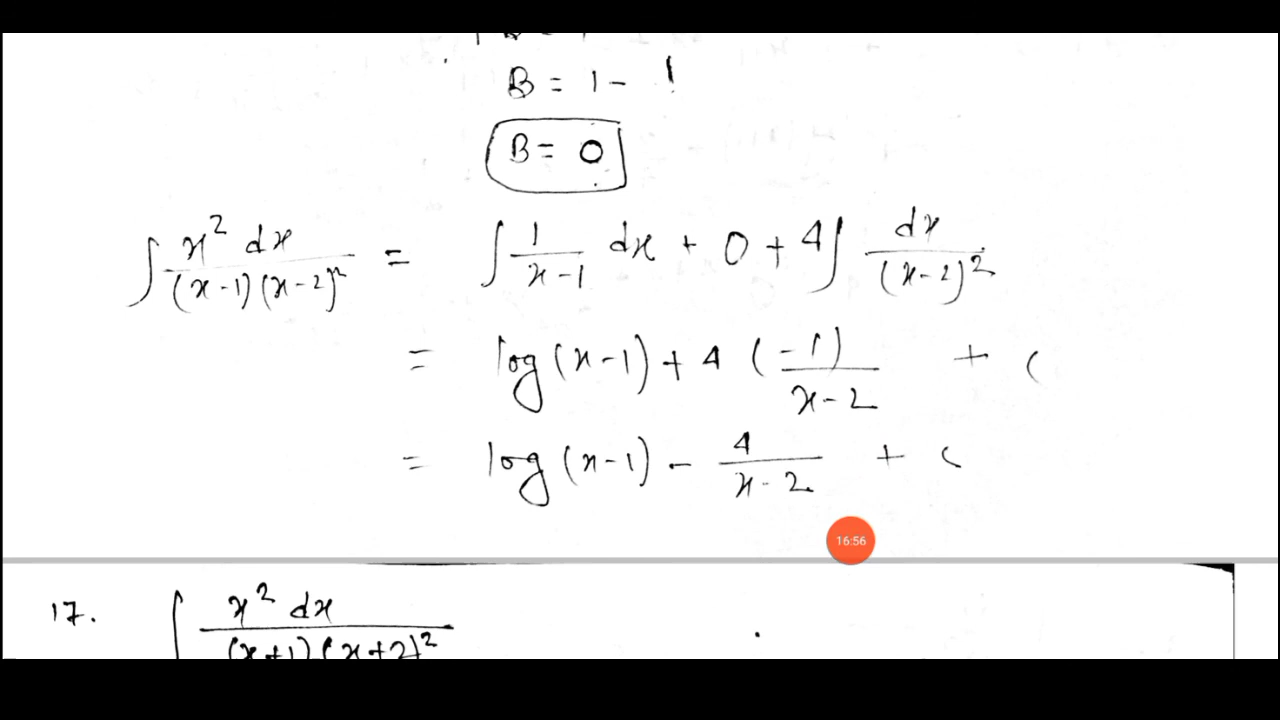 B = 1 - 1
B = 0
∫ x² dx / (x-1)(x-2)² = ∫ 1/(x-1) dx + 0 + 4∫ dx/(x-2)²
= log(x-1) + 4 (-1)/(x-2) + c
= log(x-1) - 4/(x-2) + c
16:56
17. ∫ x² dx / (x+1)(x+2)²